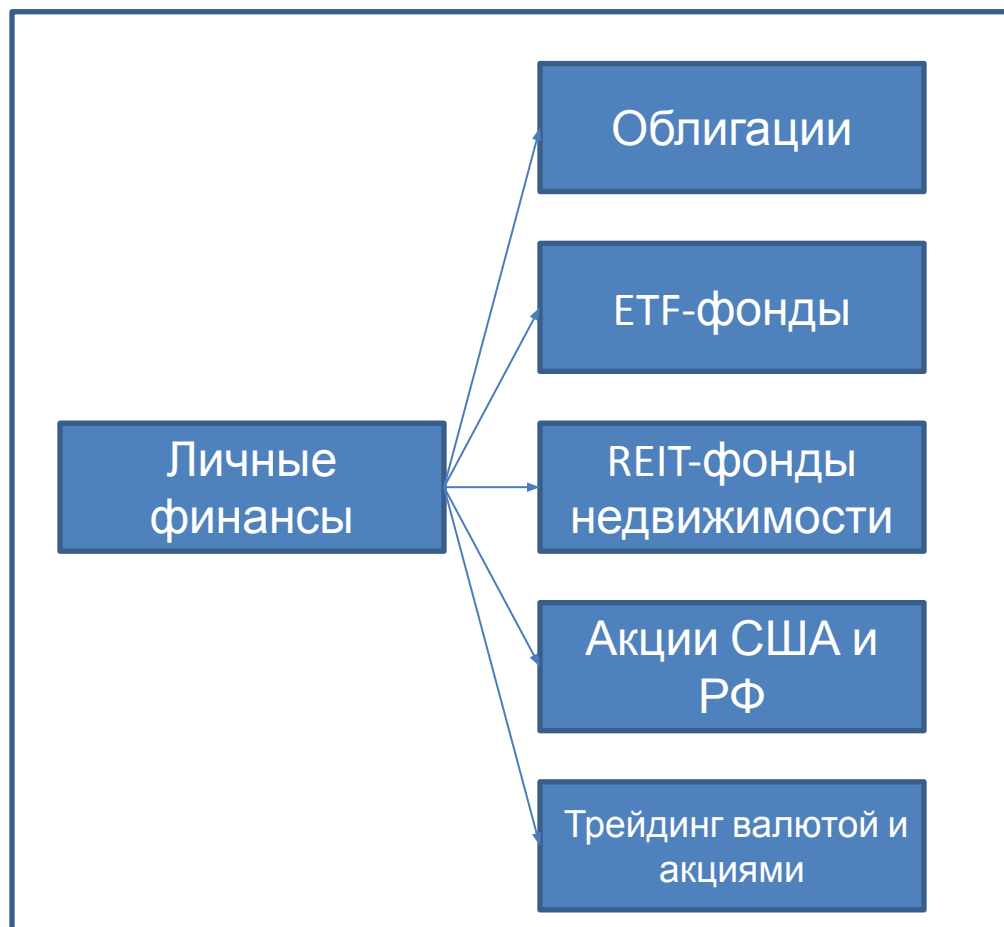 Облигации
ETF-фонды
Личные
финансы
REIT-фонды
недвижимости
Акции США и
РФ
Трейдинг валютой и
акциями